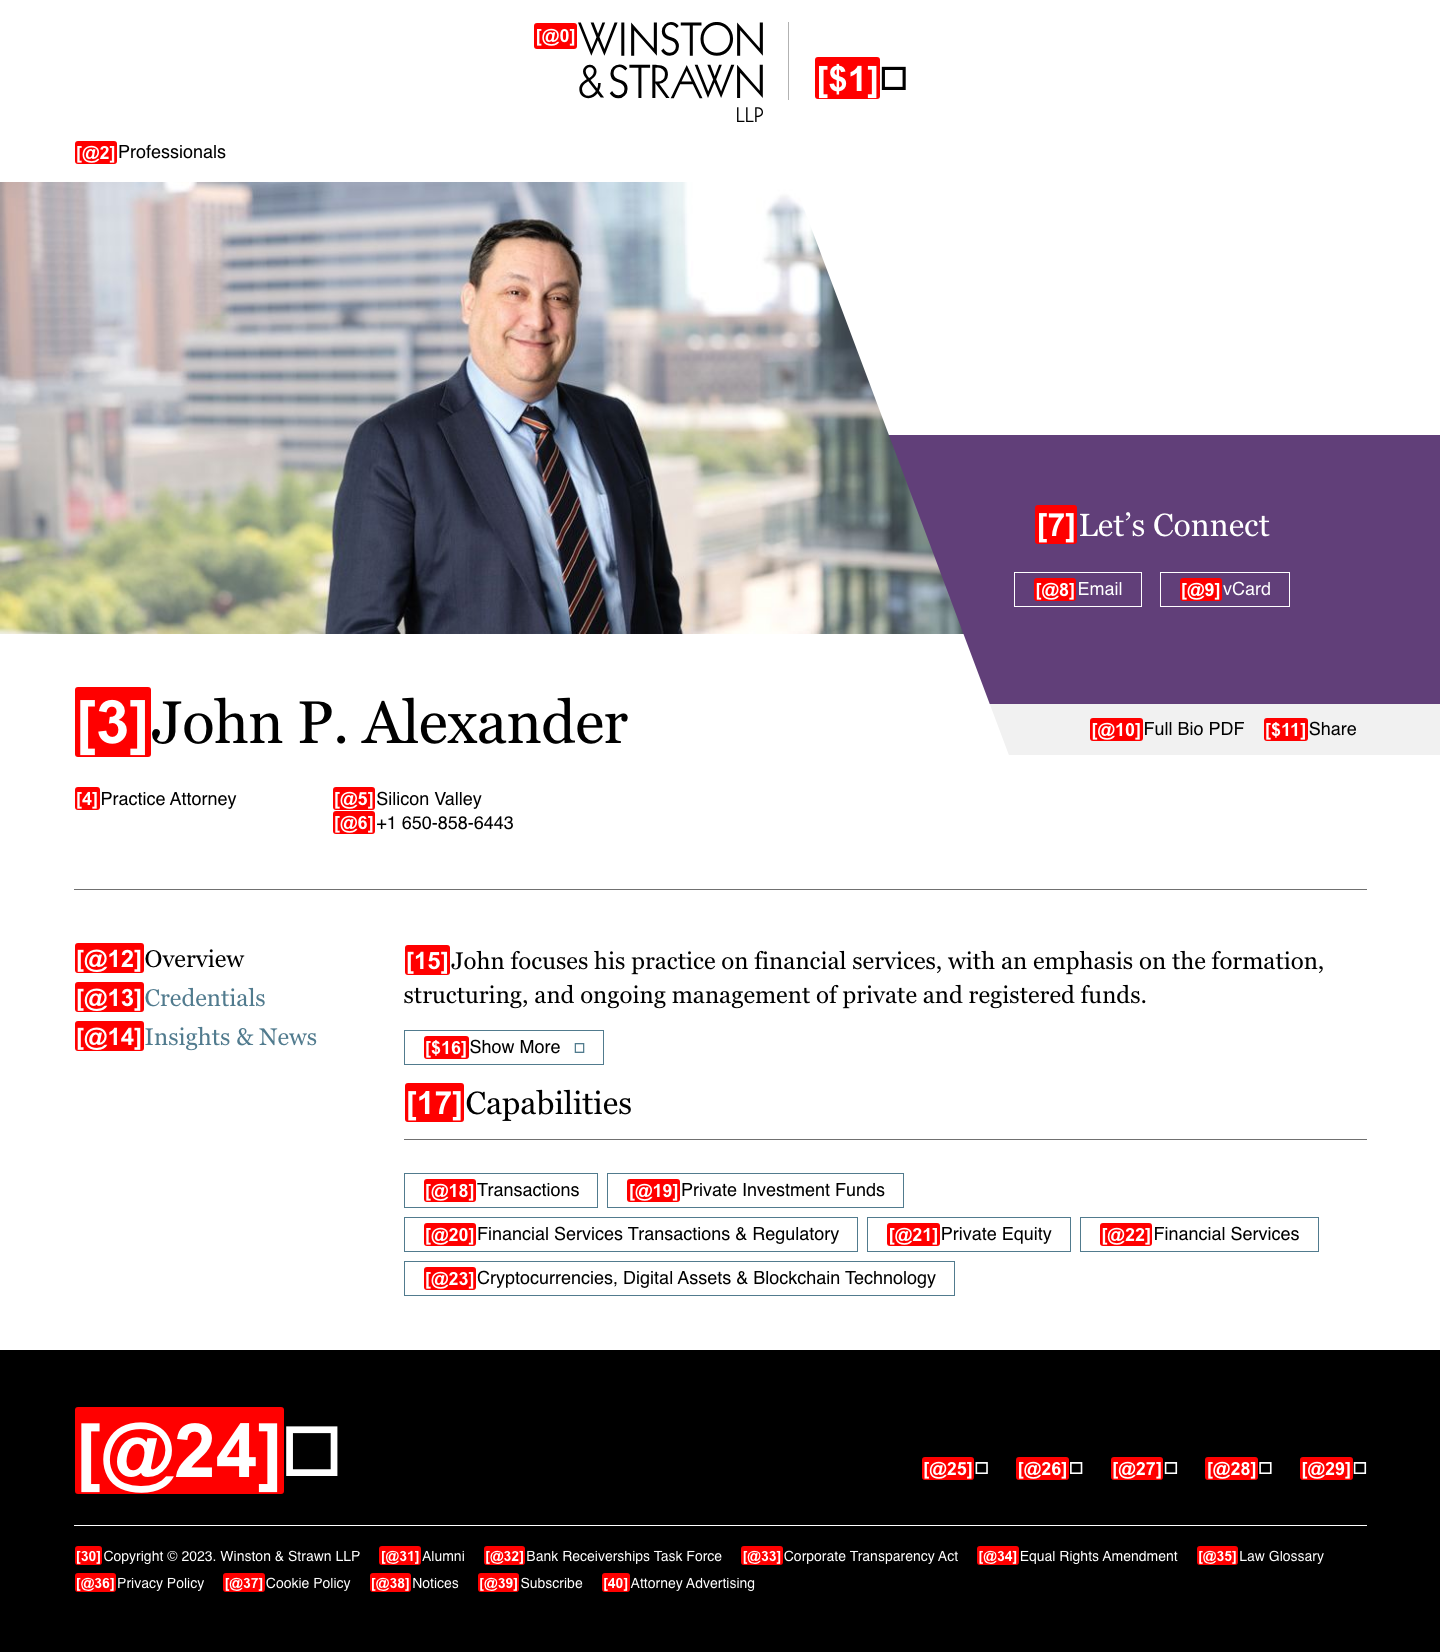 [@0] WINSTON
& STRAWN
LLP
[$1]
[@2] Professionals
[7] Let’s Connect
[@8] Email [@9] vCard
[3] John P. Alexander
[@10] Full Bio PDF [$11] Share
[4] Practice Attorney [@5] Silicon Valley
[@6] +1 650-858-6443
[@12] Overview
[@13] Credentials
[@14] Insights & News
[15] John focuses his practice on financial services, with an emphasis on the formation,
structuring, and ongoing management of private and registered funds.
[$16] Show More
[17] Capabilities
[@18] Transactions [@19] Private Investment Funds
[@20] Financial Services Transactions & Regulatory [@21] Private Equity [@22] Financial Services
[@23] Cryptocurrencies, Digital Assets & Blockchain Technology
[@24]
[@25] [@26] [@27] [@28] [@29]
[30] Copyright © 2023. Winston & Strawn LLP [@31] Alumni [@32] Bank Receiverships Task Force [@33] Corporate Transparency Act [@34] Equal Rights Amendment [@35] Law Glossary
[@36] Privacy Policy [@37] Cookie Policy [@38] Notices [@39] Subscribe [40] Attorney Advertising